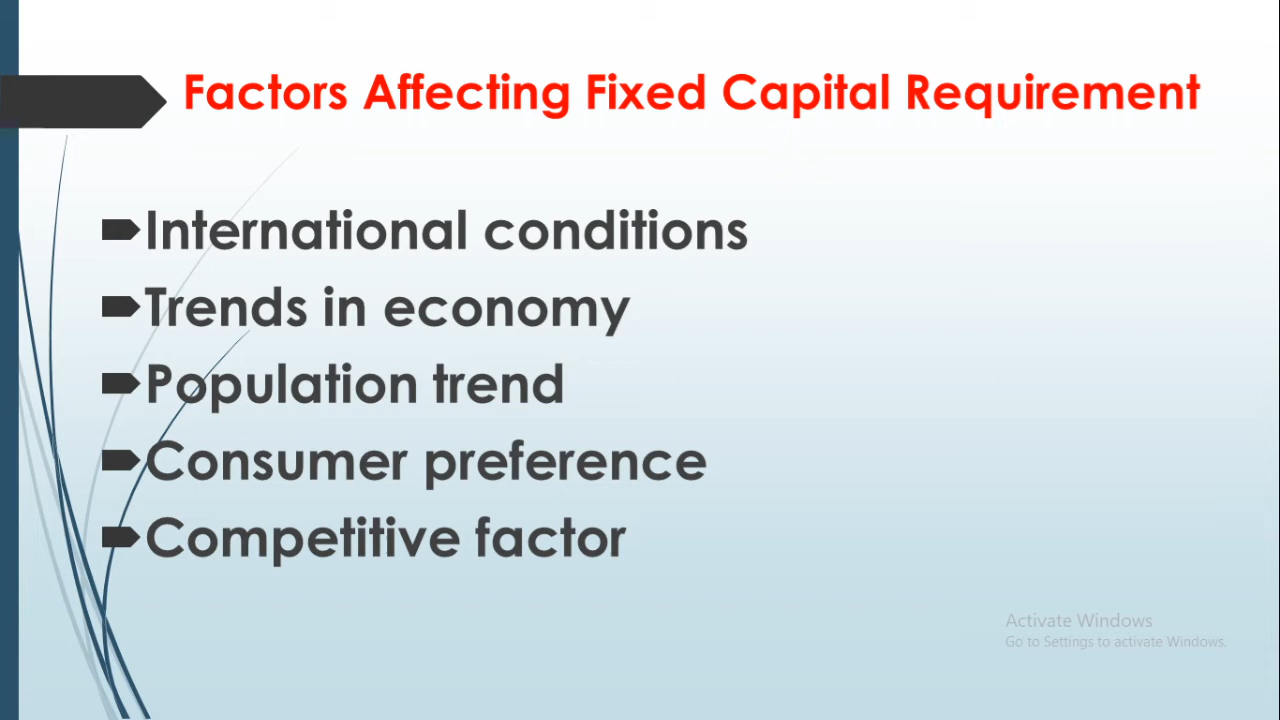 Factors Affecting Fixed Capital Requirement
International conditions
Trends in economy
Population trend
Consumer preference
Competitive factor
Activate Windows
Go to Settings to activate Windows.